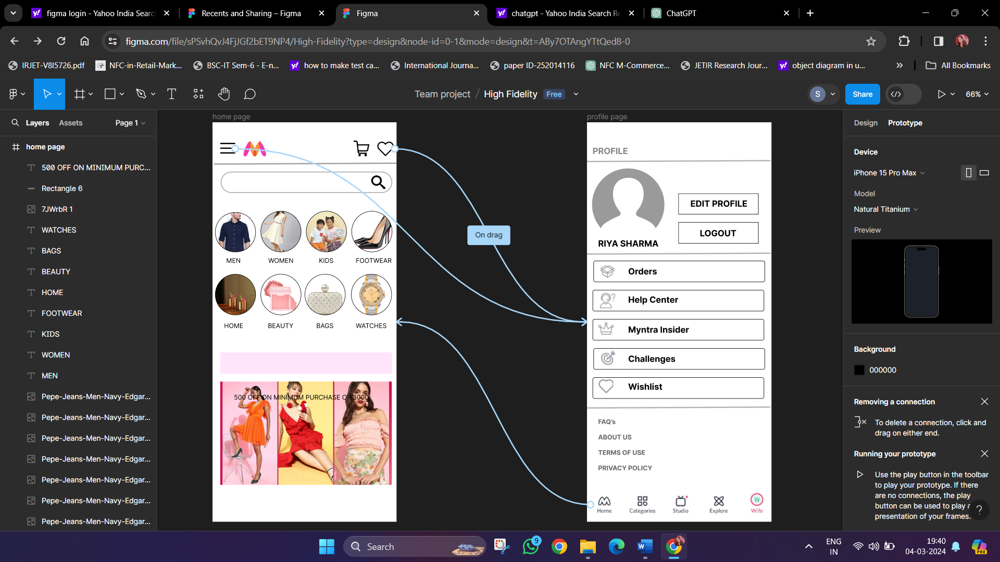 figma login - Yahoo India Searc
Recents and Sharing – Figma
Figma
chatgpt - Yahoo India Search Re
ChatGPT
figma.com/file/sPSvhQvJ4FjJGf2bET9NP4/High-Fidelity?type=design&node-id=0-1&mode=design&t=ABy7OTAngYTtQed8-0
IRJET-V8I5726.pdf
NFC-in-Retail-Mark...
BSC-IT Sem-6 - E-n...
how to make test ca...
International Journa...
paper ID-252014116
NFC M-Commerce...
JETIR Research Jour...
object diagram in u...
All Bookmarks
Team project / High Fidelity Free
S
Share
66%
Layers
Assets
Page 1
home page
500 OFF ON MINIMUM PURC...
Rectangle 6
7JWrbR 1
WATCHES
BAGS
BEAUTY
HOME
FOOTWEAR
KIDS
WOMEN
MEN
Pepe-Jeans-Men-Navy-Edgar...
Pepe-Jeans-Men-Navy-Edgar...
Pepe-Jeans-Men-Navy-Edgar...
Pepe-Jeans-Men-Navy-Edgar...
Pepe-Jeans-Men-Navy-Edgar...
Pepe-Jeans-Men-Navy-Edgar...
Pepe-Jeans-Men-Navy-Edgar...
home page
MEN WOMEN KIDS FOOTWEAR
HOME BEAUTY BAGS WATCHES
500 OFF ON MINIMUM PURCHASE OF 3000
On drag
profile page
PROFILE
EDIT PROFILE
LOGOUT
RIYA SHARMA
Orders
Help Center
Myntra Insider
Challenges
Wishlist
FAQ's
ABOUT US
TERMS OF USE
PRIVACY POLICY
W
Home Categories Studio Explore Wife
Design
Prototype
Device
iPhone 15 Pro Max
Model
Natural Titanium
Preview
Background
000000
Removing a connection
To delete a connection, click and
drag on either end.
Running your prototype
Use the play button in the toolbar
to play your prototype. If there
are no connections, the play
button can be used to play a
presentation of your frames.
?
Search
9
W
ENG
IN
19:40
04-03-2024
PRE